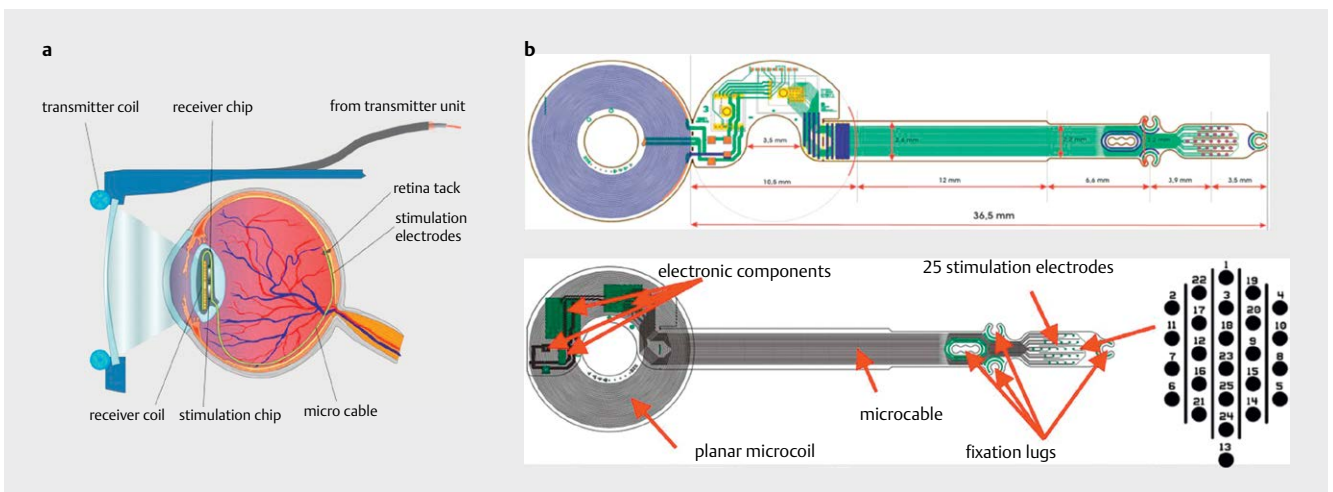 a
transmitter coil
receiver chip
from transmitter unit
retina tack
stimulation
electrodes
receiver coil
stimulation chip
micro cable
b
3,5 mm
10,5 mm
12 mm
6,6 mm
3,9 mm
3,5 mm
36,5 mm
electronic components
25 stimulation electrodes
planar microcoil
microcable
fixation lugs
1
22
19
2
3
4
17
20
11
18
10
12
9
7
23
8
16
15
6
25
5
21
14
24
13